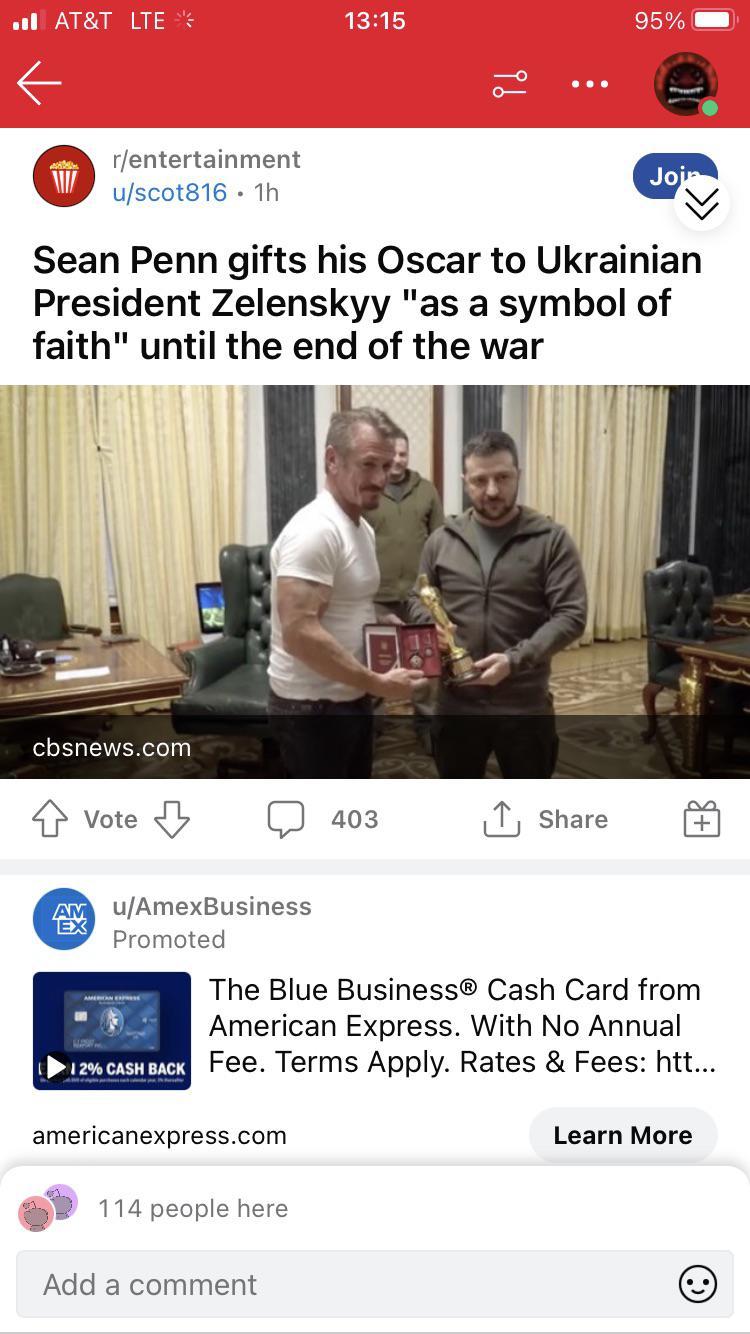 AT&T LTE 13:15 95%
r/entertainment
u/scot816 • 1h
Join
Sean Penn gifts his Oscar to Ukrainian
President Zelenskyy "as a symbol of
faith" until the end of the war
cbsnews.com
Vote 403 Share
AM
EX
u/AmexBusiness
Promoted
AMERICAN EXPRESS
2% CASH BACK
The Blue Business® Cash Card from
American Express. With No Annual
Fee. Terms Apply. Rates & Fees: htt...
americanexpress.com
Learn More
114 people here
Add a comment